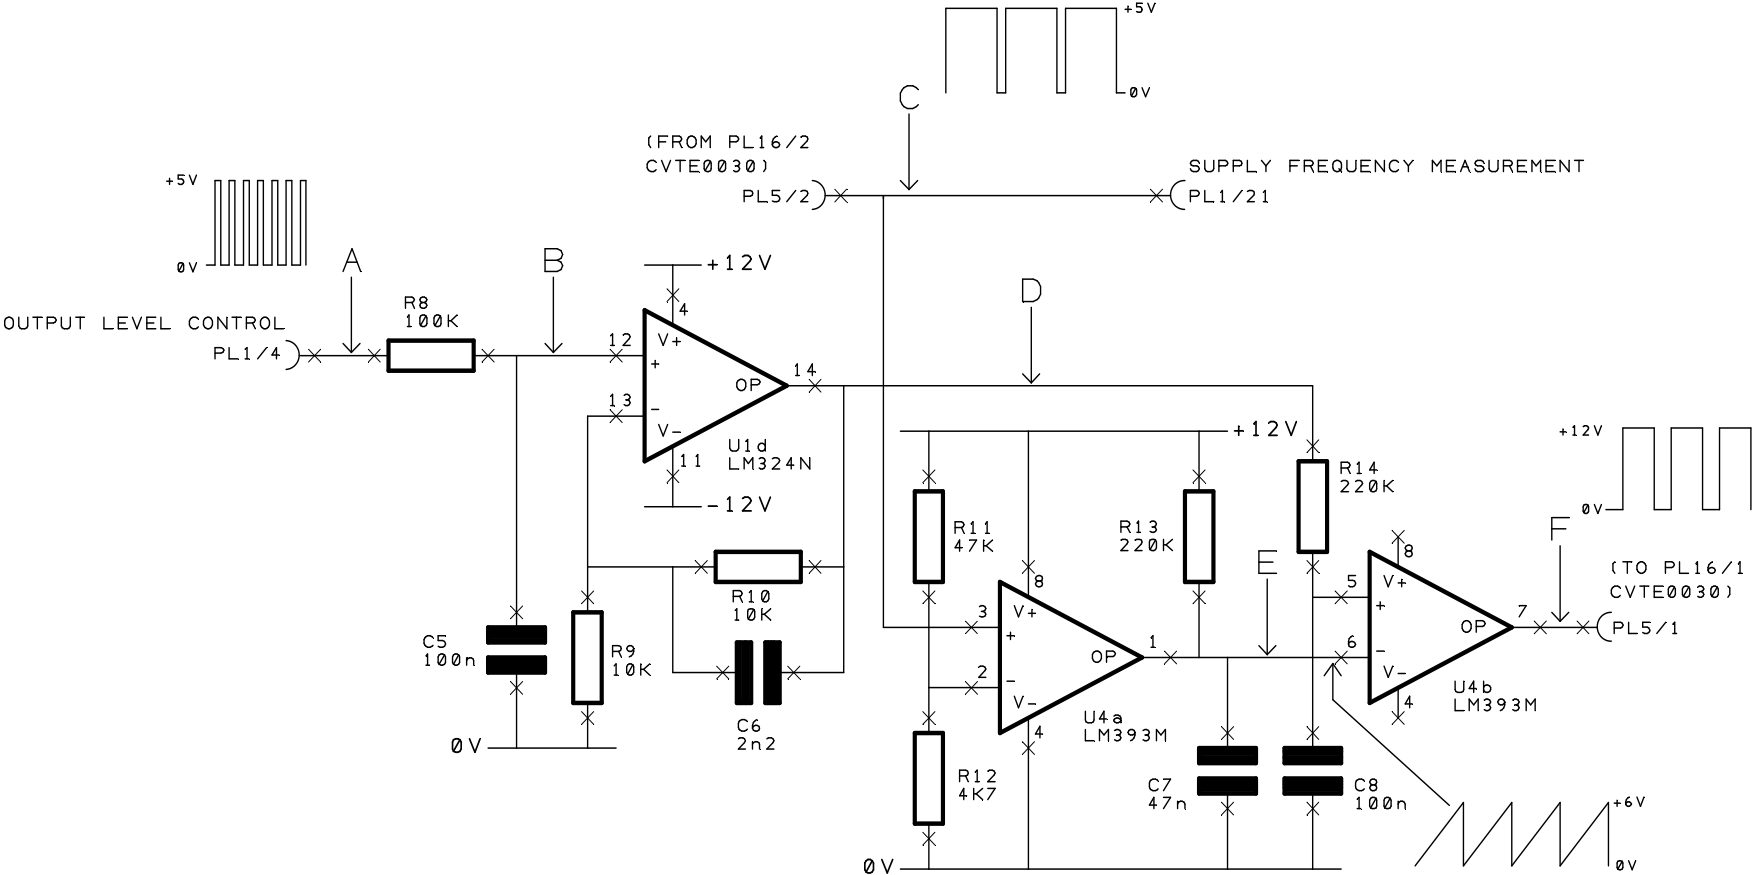 +5V
0V
C
(FROM PL16/2
CVTE0030)
PL5/2
SUPPLY FREQUENCY MEASUREMENT
PL1/21
+5V
0V
A
B
OUTPUT LEVEL CONTROL
PL1/4
R8
100K
+12V
4
12
V+
+
13
-
V-
OP
14
11
U1d
LM324N
-12V
D
R10
10K
C5
100n
R9
10K
C6
2n2
0V
+12V
R11
47K
R13
220K
R14
220K
8
3
V+
+
2
-
V-
OP
1
4
U4a
LM393M
R12
4K7
E
C7
47n
C8
100n
0V
8
5
V+
+
6
-
V-
OP
7
4
U4b
LM393M
+12V
0V
F
(TO PL16/1
CVTE0030)
PL5/1
+6V
0V